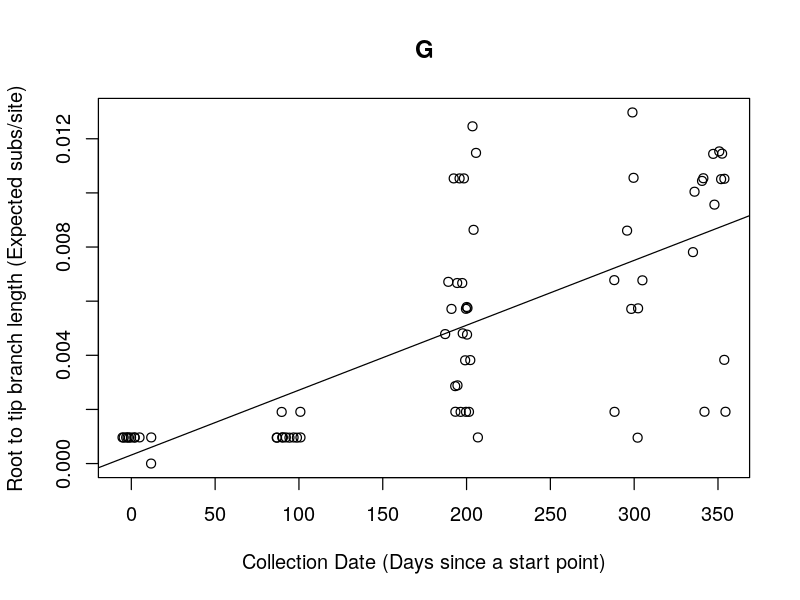 G
Root to tip branch length (Expected subs/site)
0.012
0.008
0.004
0.000
0 50 100 150 200 250 300 350
Collection Date (Days since a start point)